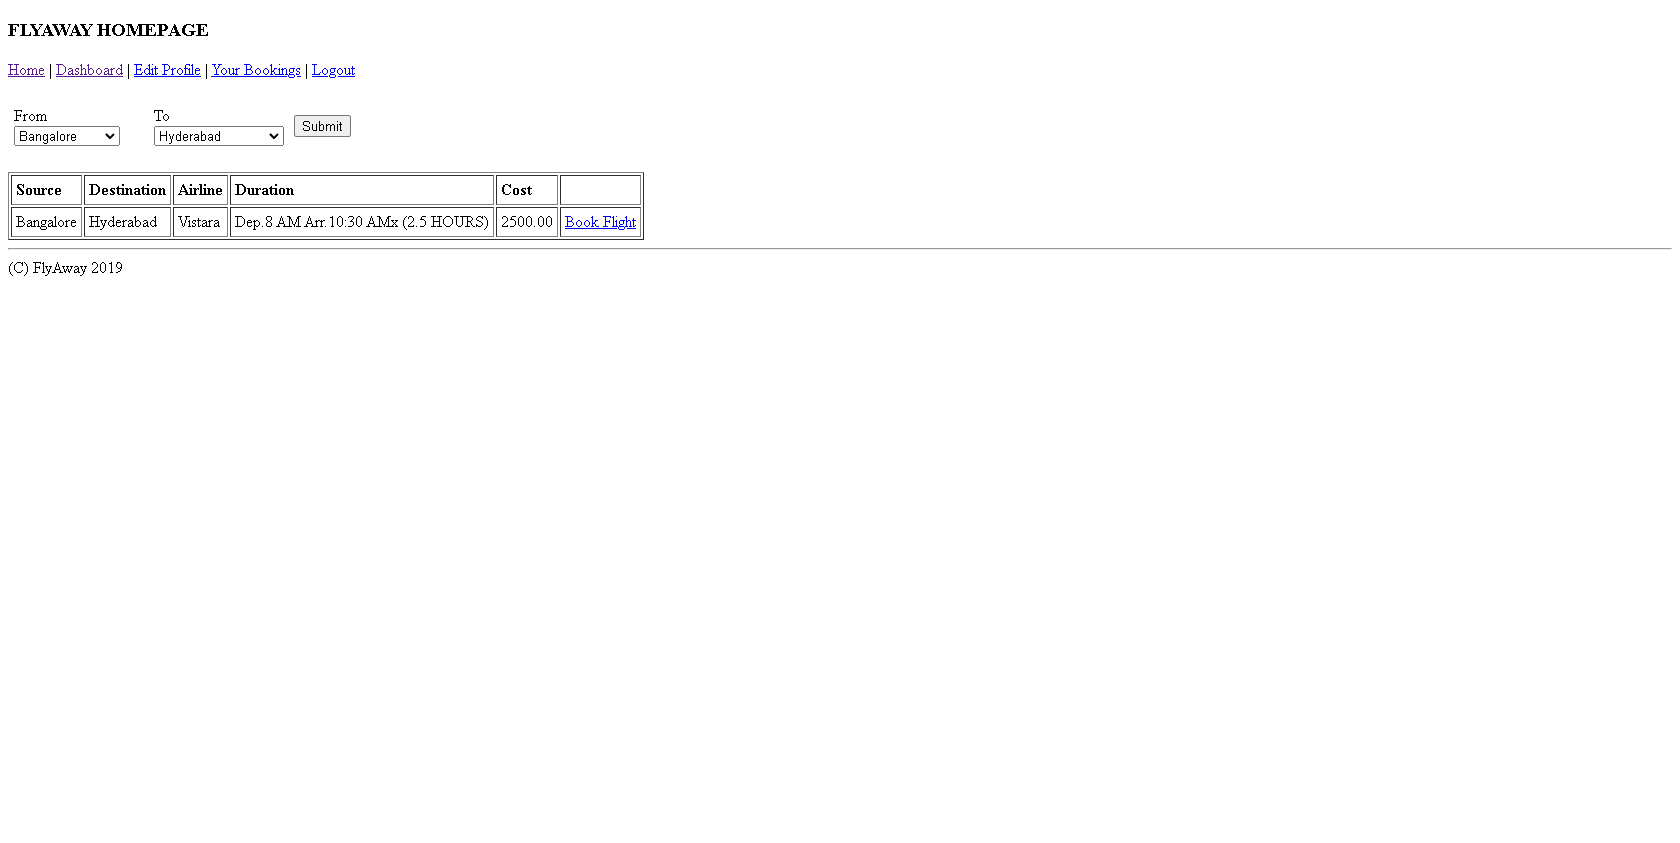 FLYAWAY HOMEPAGE
Home | Dashboard | Edit Profile | Your Bookings | Logout
From To
Bangalore Hyderabad Submit
Source Destination Airline Duration Cost
Bangalore Hyderabad Vistara Dep.8 AM Arr.10:30 AMx (2.5 HOURS) 2500.00 Book Flight
(C) FlyAway 2019